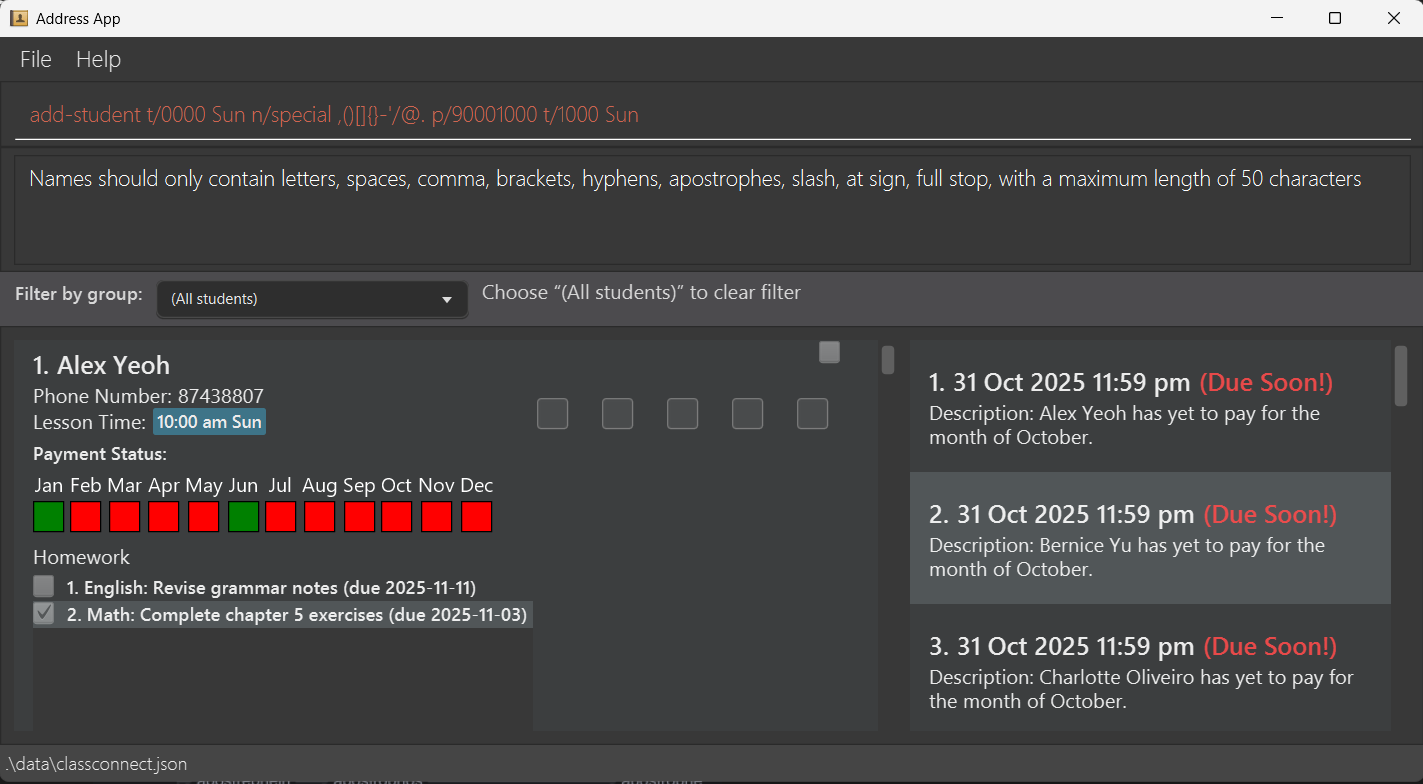 Address App
File Help
add-student t/0000 Sun n/special ,()[]{}-'/@. p/90001000 t/1000 Sun
Names should only contain letters, spaces, comma, brackets, hyphens, apostrophes, slash, at sign, full stop, with a maximum length of 50 characters
Filter by group: (All students) Choose “(All students)” to clear filter
1. Alex Yeoh
Phone Number: 87438807
Lesson Time: 10:00 am Sun
Payment Status:
Jan Feb Mar Apr May Jun Jul Aug Sep Oct Nov Dec
Homework
1. English: Revise grammar notes (due 2025-11-11)
2. Math: Complete chapter 5 exercises (due 2025-11-03)
1. 31 Oct 2025 11:59 pm (Due Soon!)
Description: Alex Yeoh has yet to pay for the
month of October.
2. 31 Oct 2025 11:59 pm (Due Soon!)
Description: Bernice Yu has yet to pay for the
month of October.
3. 31 Oct 2025 11:59 pm (Due Soon!)
Description: Charlotte Oliveiro has yet to pay for
the month of October.
.\data\classconnect.json